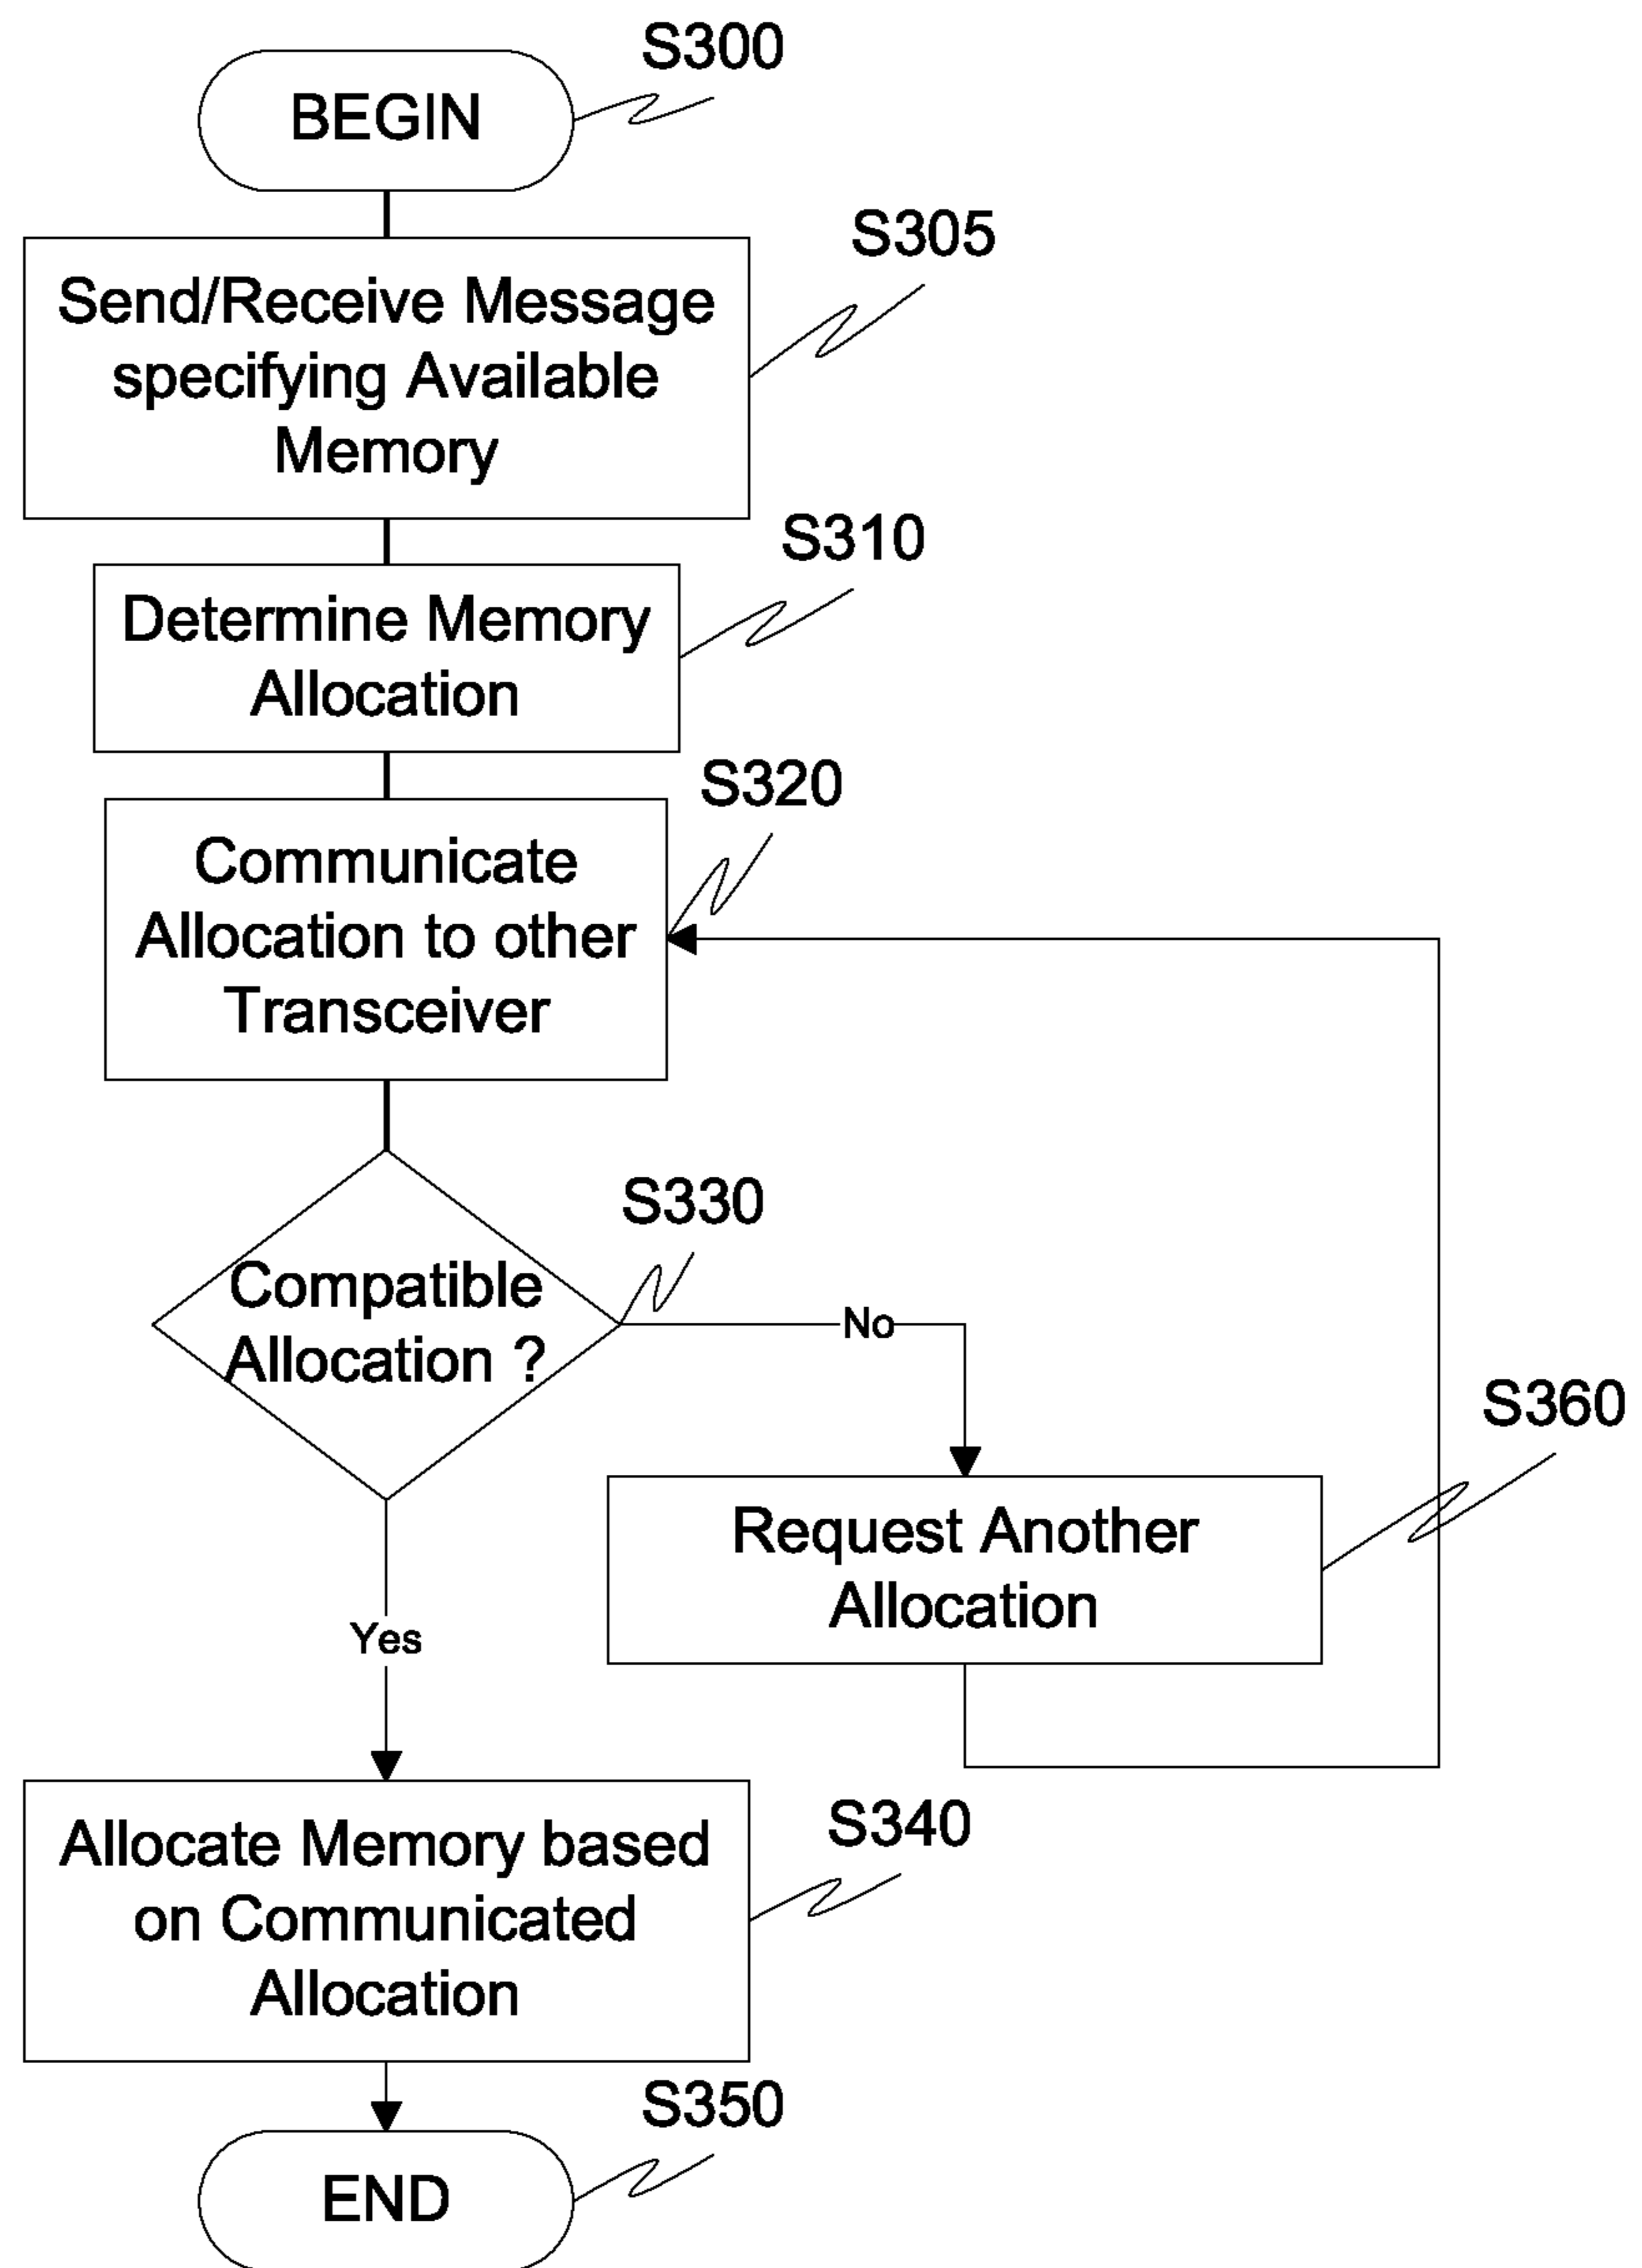 S300
BEGIN
S305
Send/Receive Message
specifying Available
Memory
S310
Determine Memory
Allocation
S320
Communicate
Allocation to other
Transceiver
S330
Compatible
Allocation ?
No
S360
Request Another
Allocation
Yes
S340
Allocate Memory based
on Communicated
Allocation
S350
END